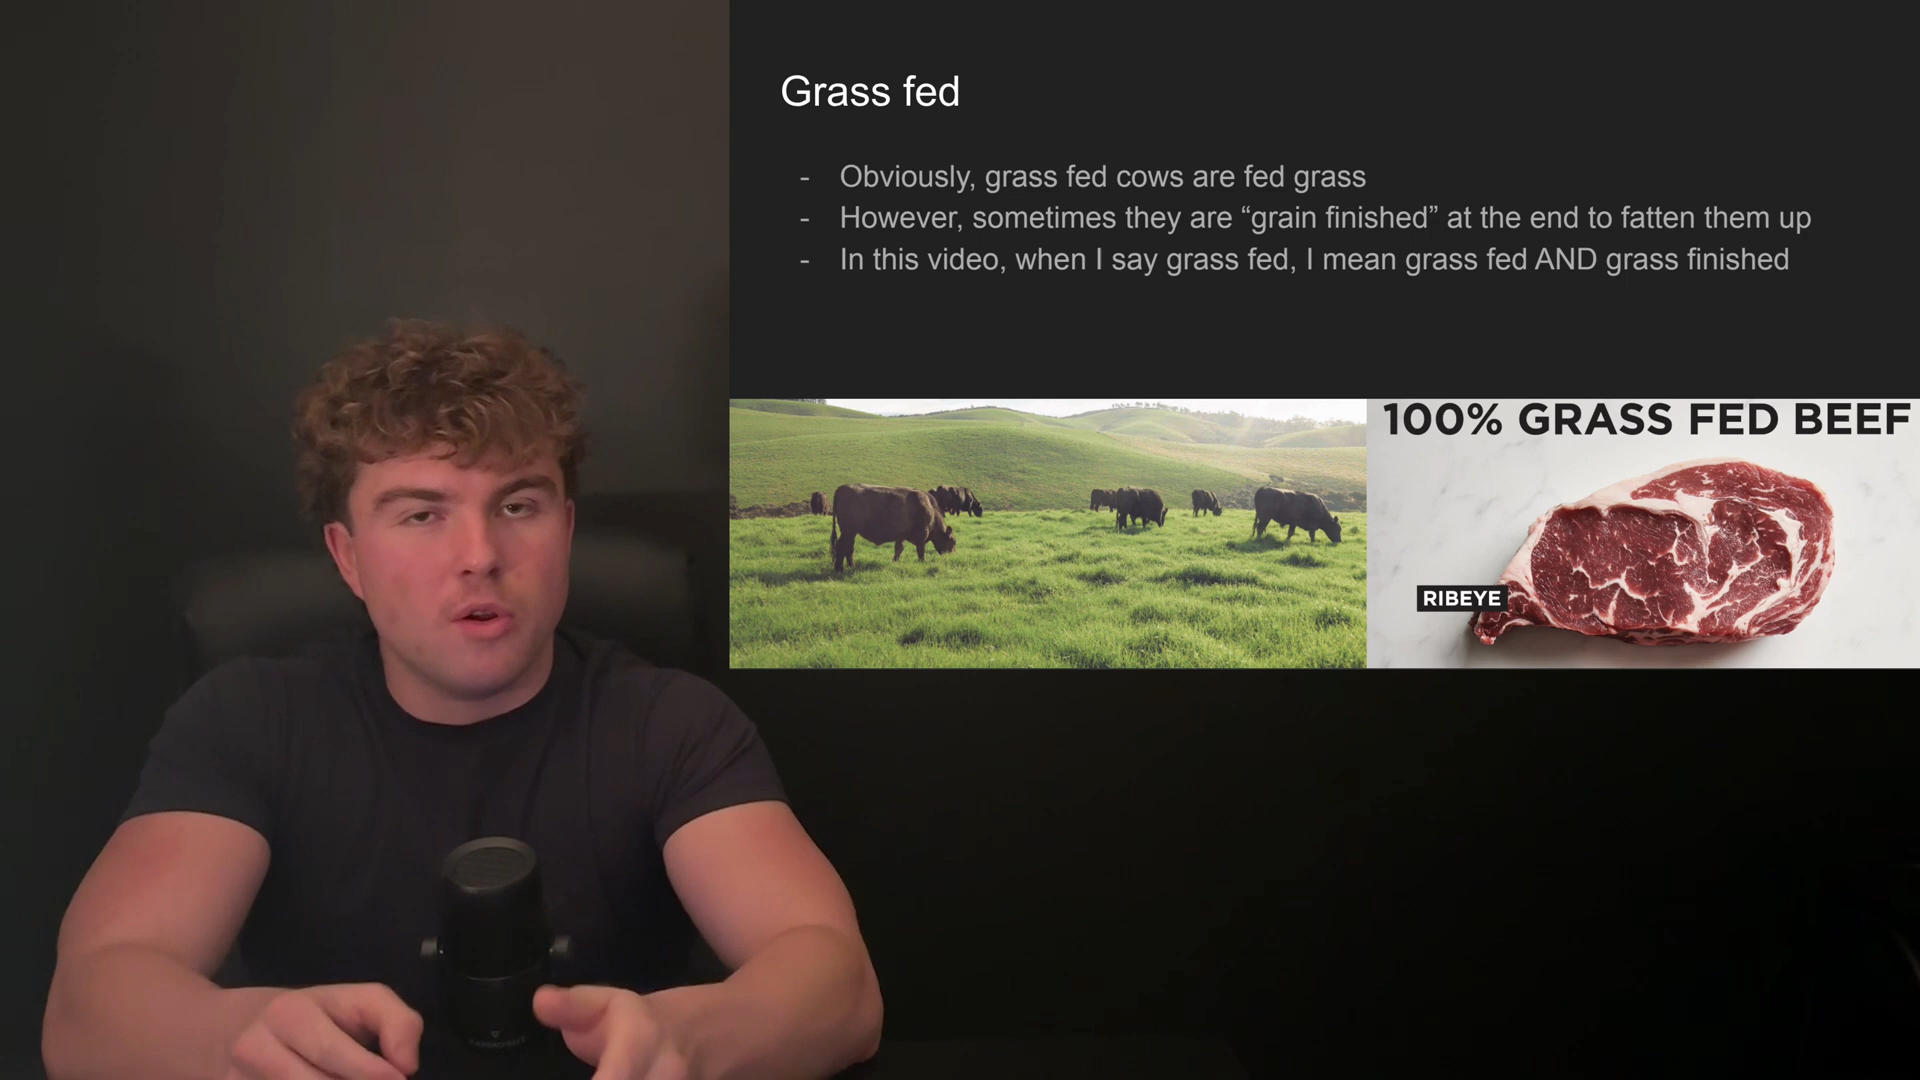 Grass fed
- Obviously, grass fed cows are fed grass
- However, sometimes they are “grain finished” at the end to fatten them up
- In this video, when I say grass fed, I mean grass fed AND grass finished
100% GRASS FED BEEF
RIBEYE